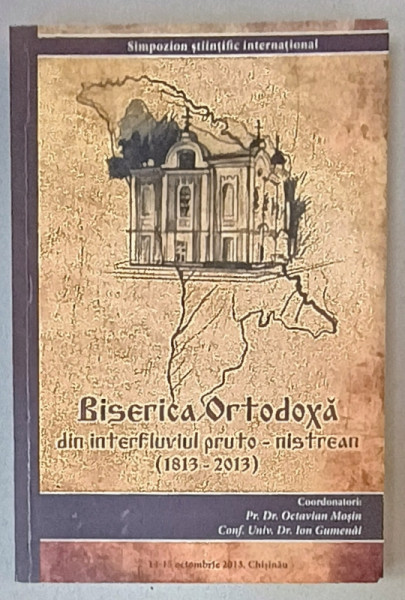 Simpozion științific internațional
Biserica Ortodoxă
din interfluviul pruto - nistrean
(1813 - 2013)
Coordonatori:
Pr. Dr. Octavian Moșin
Conf. Univ. Dr. Ion Gumenâi
octombrie 2013, Chișinău